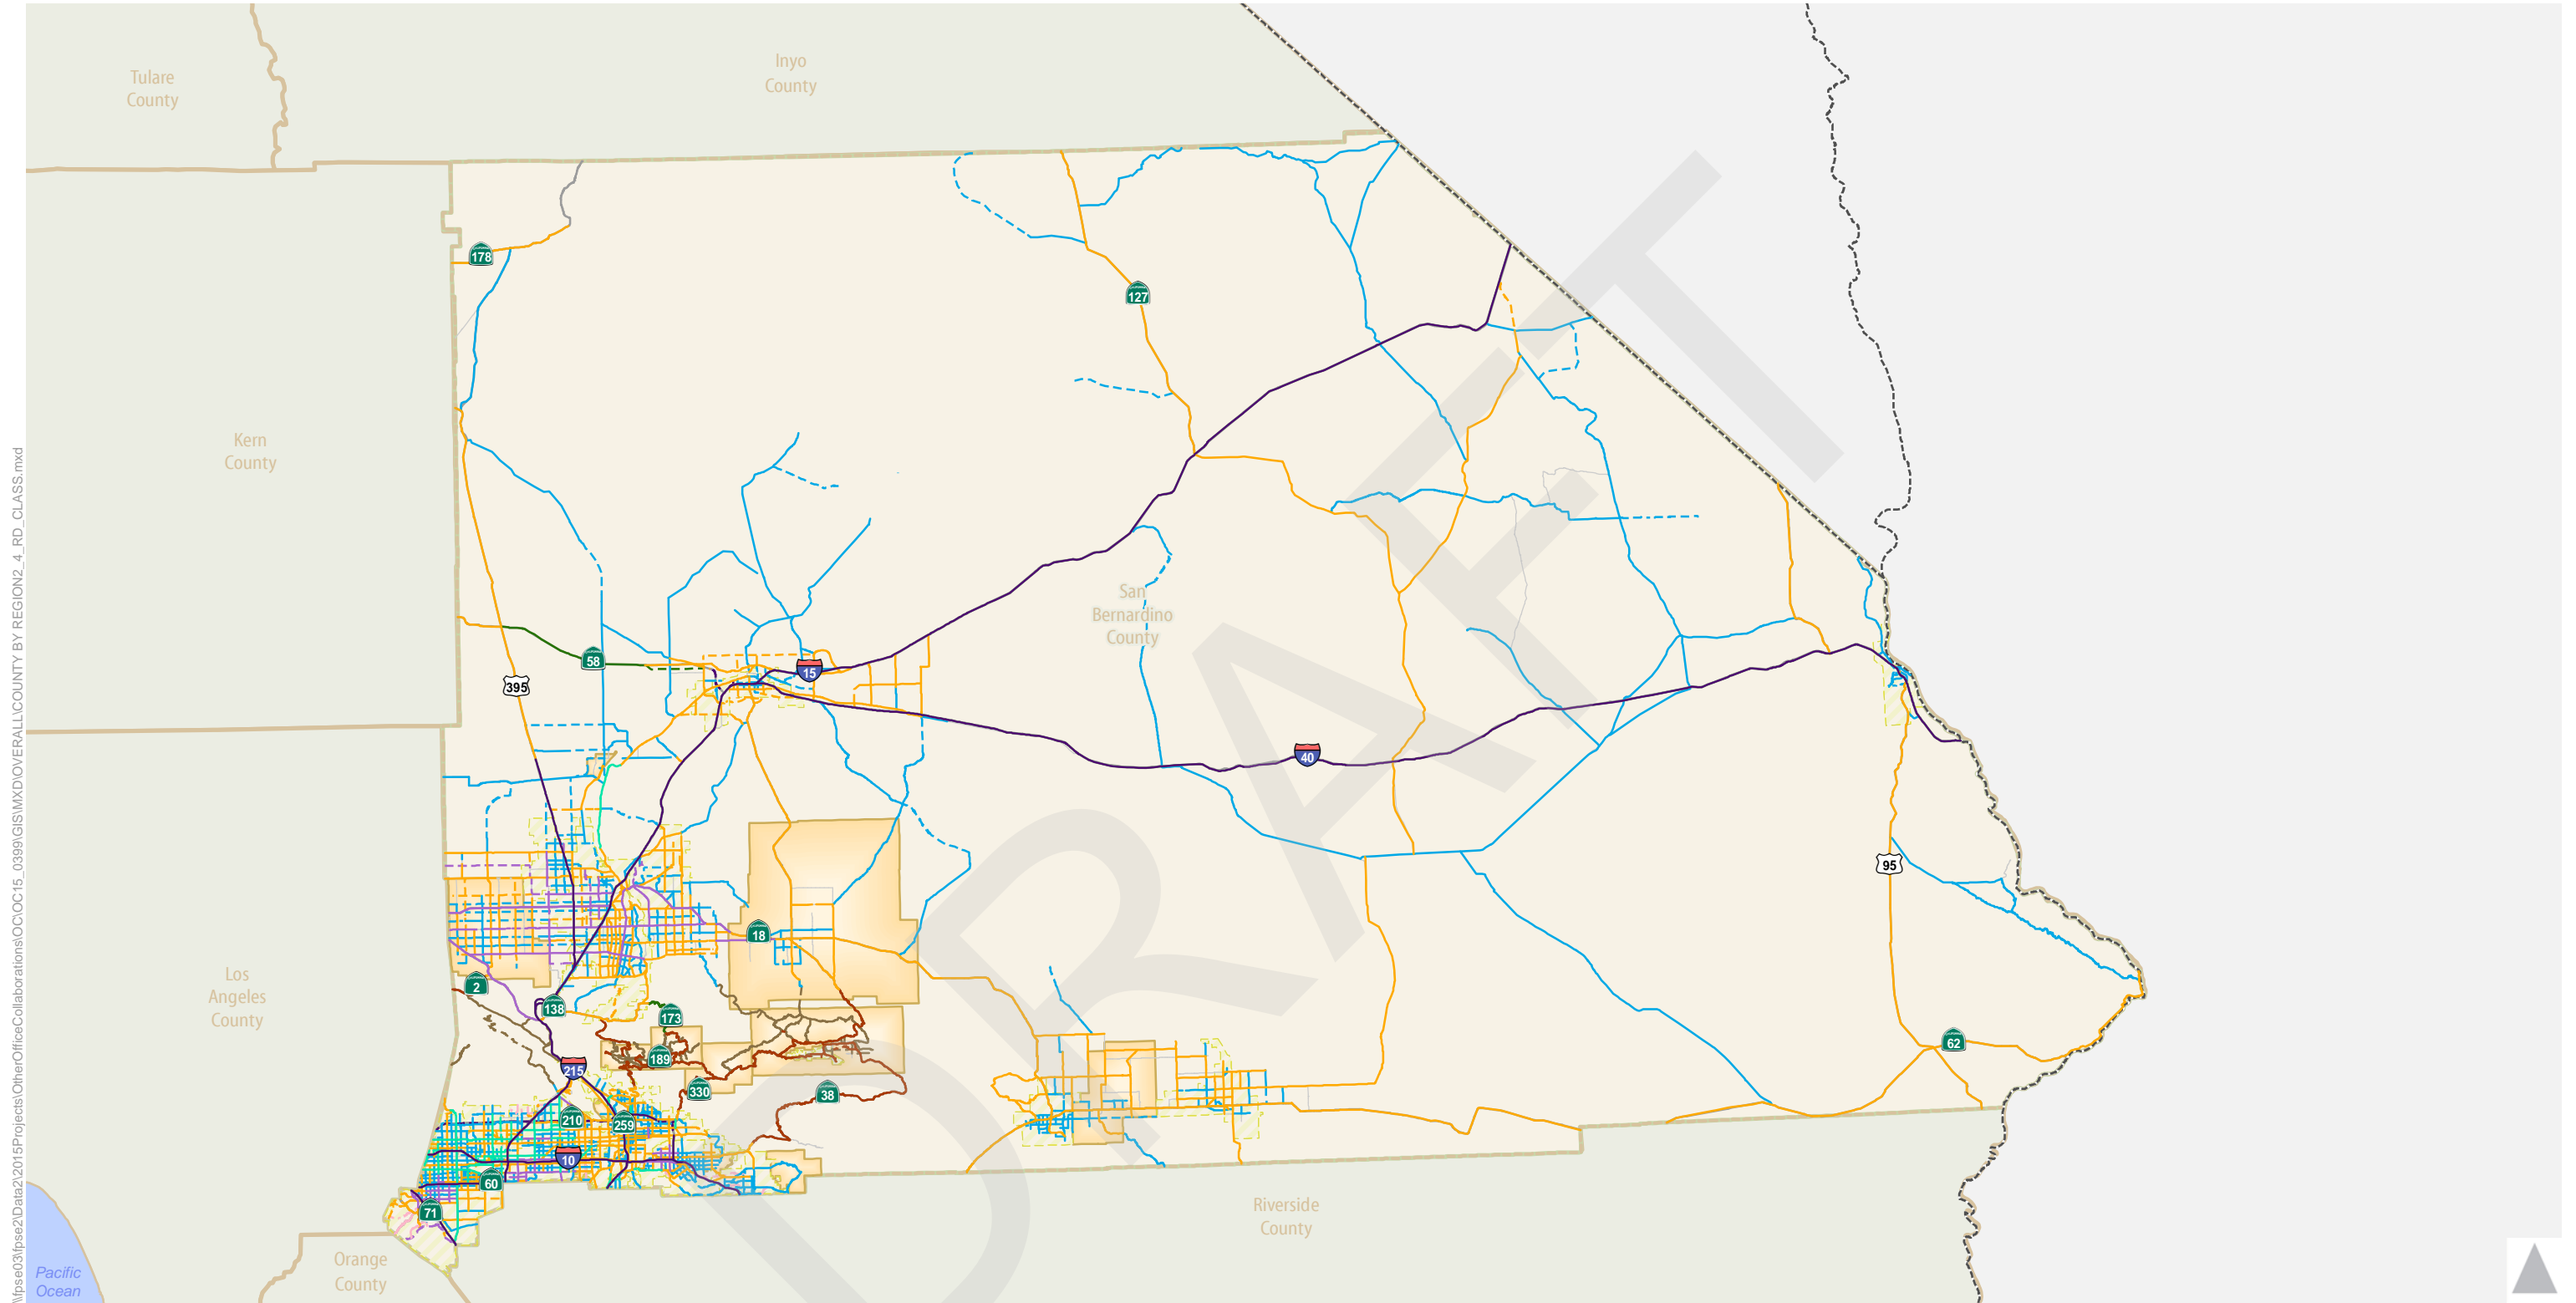 Tulare
County
Inyo
County
178
127
Kern
County
San
Bernardino
County
58
15
395
40
95
18
Los
Angeles
County
2
138
173
189
215
330
38
62
210
259
10
60
71
Riverside
County
Orange
County
Pacific
Ocean
DRAFT
\\fpse03\fpse2\Data2\2015Projects\OtherOfficeCollaborations\OC\OC15_0399\GIS\MXD\OVERALL\COUNTY BY REGION2_4_RD_CLASS.mxd